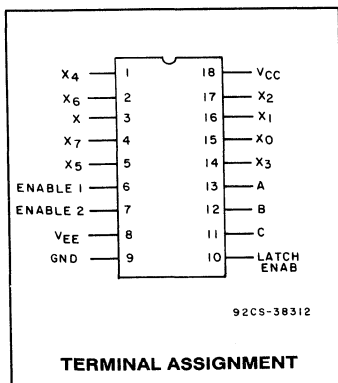 X4 1 18 VCC
X6 2 17 X2
X 3 16 X1
X7 4 15 X0
X5 5 14 X3
ENABLE 1 6 13 A
ENABLE 2 7 12 B
VEE 8 11 C
GND 9 10 LATCH
ENAB
92CS-38312
TERMINAL ASSIGNMENT